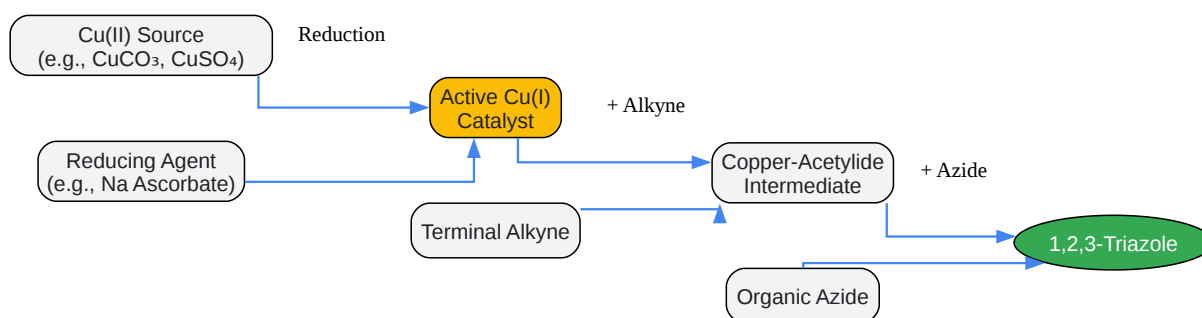 Cu(II) Source
(e.g., CuCO₃, CuSO₄)
Reduction
Active Cu(I)
Catalyst
+ Alkyne
Reducing Agent
(e.g., Na Ascorbate)
Copper-Acetylide
Intermediate
+ Azide
Terminal Alkyne
1,2,3-Triazole
Organic Azide